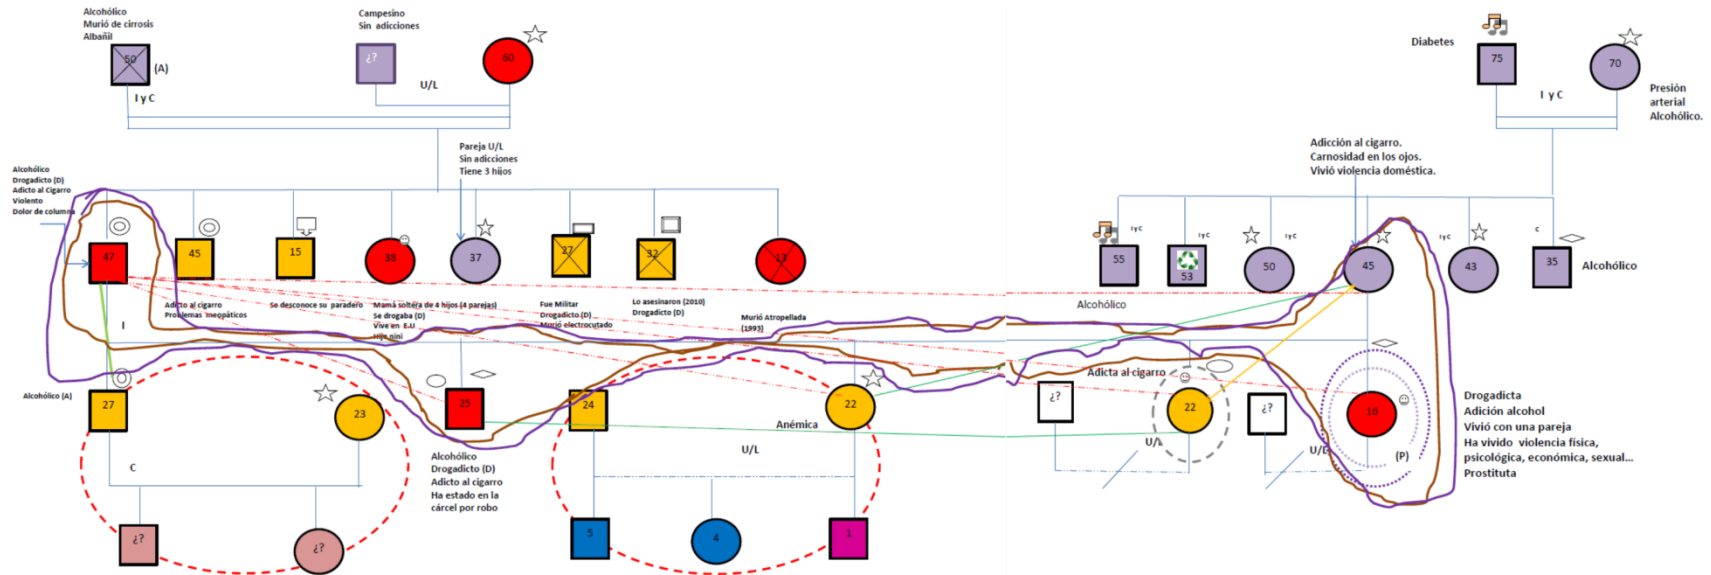 Alcohólico
Murió de cirrosis
Albañil
50
(A)
Campesino
Sin adicciones
¿?
60
U/L
I y C
Diabetes
75
70
I y C
Presión
arterial
Alcohólico.
Pareja U/L
Sin adicciones
Tiene 3 hijos
Adicción al cigarro.
Carnosidad en los ojos.
Vivió violencia doméstica.
Alcohólico
Drogadicto (D)
Adicto al Cigarro
Violento
Dolor de columna
47
45
15
38
37
27
32
13
I y C
I y C
I y C
I y C
C
55
53
50
45
43
35
Alcohólico
Adicto al cigarro
Problemas meopáticos
Se desconoce su paradero
Mamá soltera de 4 hijos (4 parejas)
Se drogaba (D)
Vive en E.U
Hijo nini
Fue Militar
Drogadicto (D)
Murió electrocutado
Lo asesinaron (2010)
Drogadicto (D)
Murió Atropellada
(1993)
Alcohólico
I
Alcohólico (A)
27
23
25
24
22
Anémica
Adicta al cigarro
¿?
22
¿?
16
(P)
Drogadicta
Adición alcohol
Vivió con una pareja
Ha vivido violencia física,
psicológica, económica, sexual...
Prostituta
C
Alcohólico
Drogadicto (D)
Adicto al cigarro
Ha estado en la
cárcel por robo
U/L
U/L
U/L
¿?
¿?
5
4
1